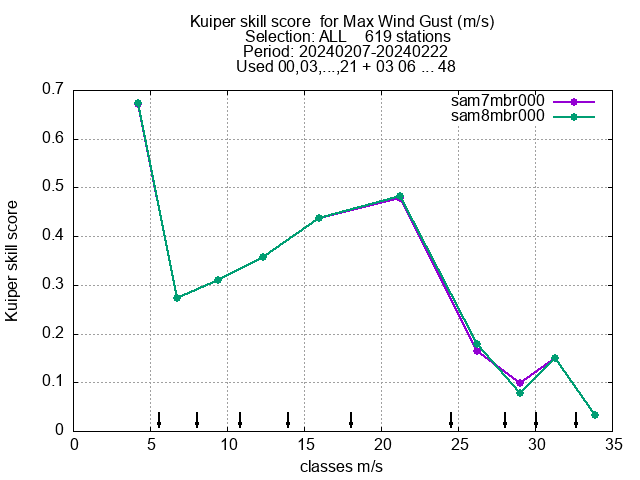 Kuiper skill score  for Max Wind Gust (m/s)
Selection: ALL    619 stations
Period: 20240207-20240222
Used 00,03,...,21 + 03 06 ... 48
sam7mbr000
sam8mbr000
0.7
0.6
0.5
0.4
0.3
0.2
0.1
0
Kuiper skill score
0 5 10 15 20 25 30 35
classes m/s